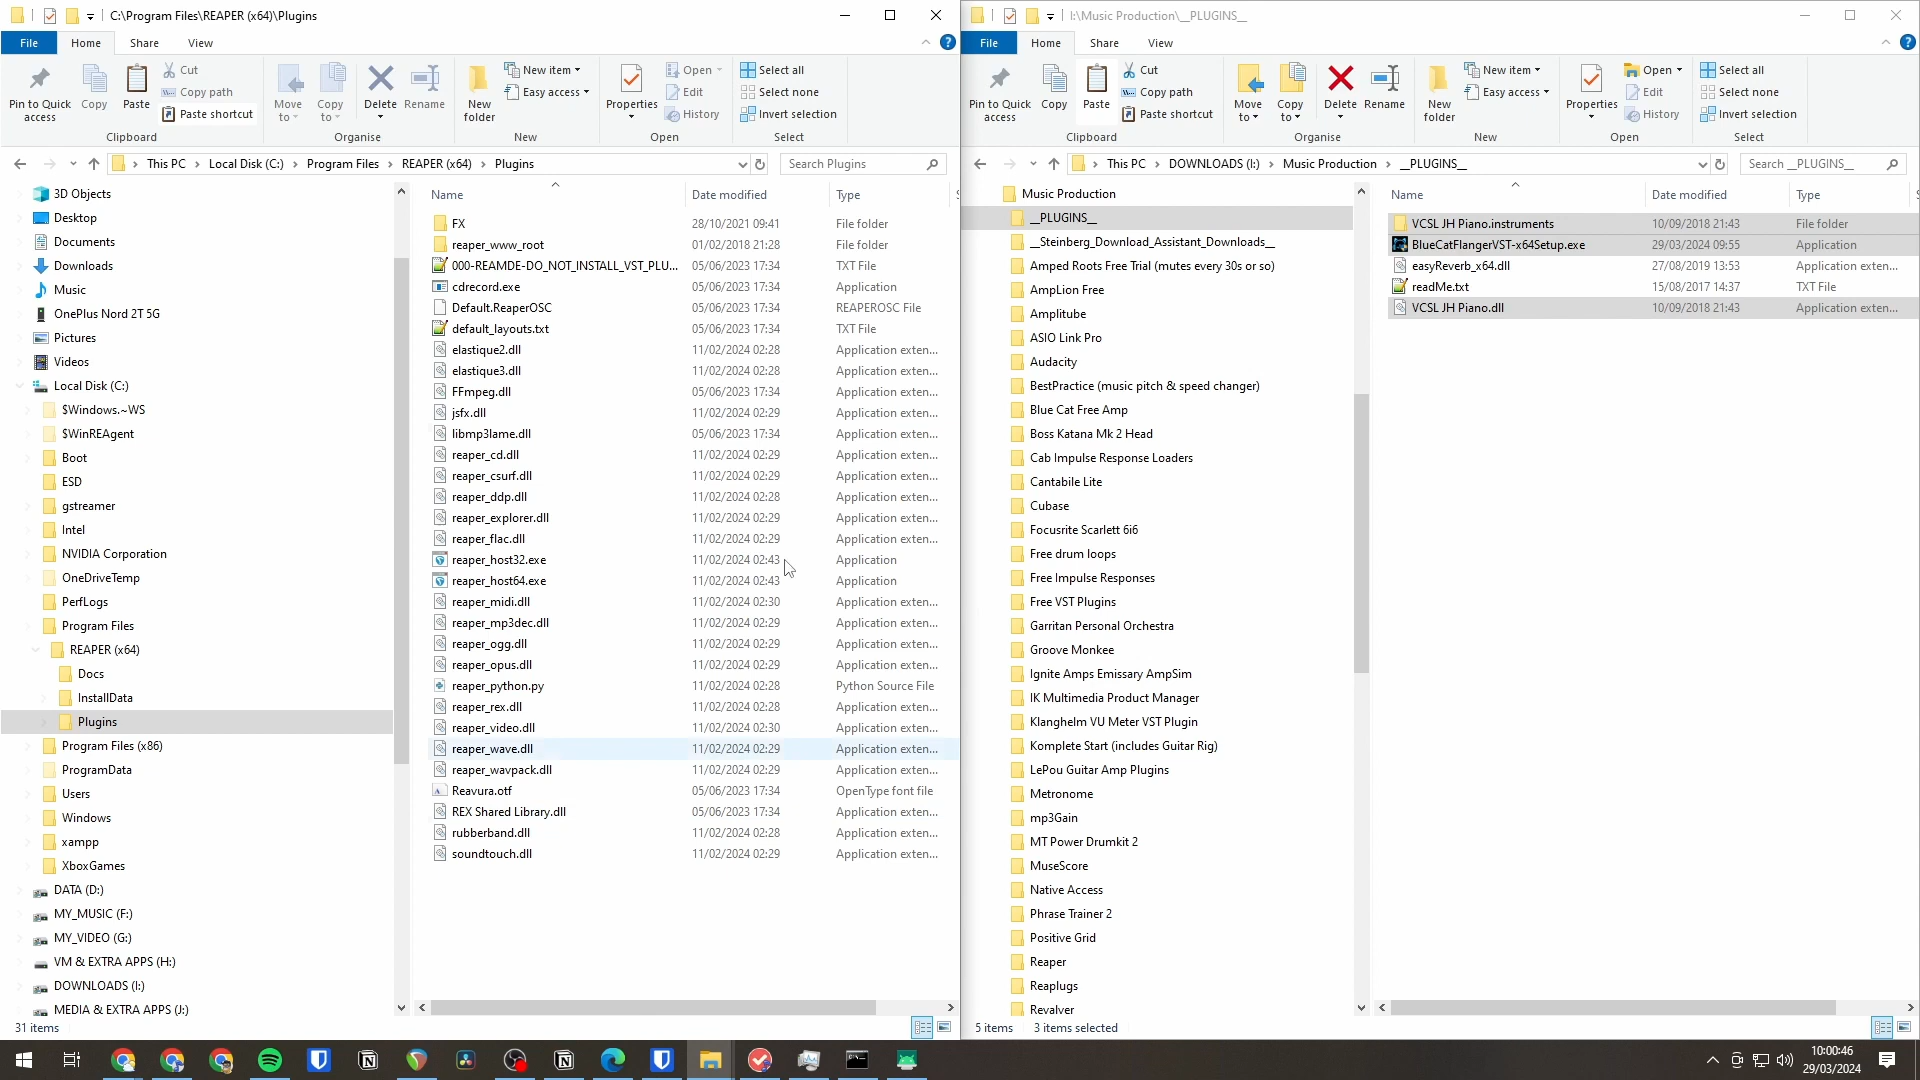 C:\Program Files\REAPER (x64)\Plugins
File
Home
Share
View
Pin to Quick access
Copy
Paste
Cut
Copy path
Paste shortcut
Clipboard
Move to
Copy to
Delete
Rename
Organise
New folder
New item
Easy access
New
Properties
Open
Edit
History
Open
Select all
Select none
Invert selection
Select
This PC > Local Disk (C:) > Program Files > REAPER (x64) > Plugins
Search Plugins
3D Objects
Desktop
Documents
Downloads
Music
OnePlus Nord 2T 5G
Pictures
Videos
Local Disk (C:)
$Windows.~WS
$WinREAgent
Boot
ESD
gstreamer
Intel
NVIDIA Corporation
OneDriveTemp
PerfLogs
Program Files
REAPER (x64)
Docs
InstallData
Plugins
Program Files (x86)
ProgramData
Users
Windows
xampp
XboxGames
DATA (D:)
MY_MUSIC (F:)
MY_VIDEO (G:)
VM & EXTRA APPS (H:)
DOWNLOADS (I:)
MEDIA & EXTRA APPS (J:)
Name Date modified Type
FX 28/10/2021 09:41 File folder
reaper_www_root 01/02/2018 21:28 File folder
000-REAMDE-DO_NOT_INSTALL_VST_PLU... 05/06/2023 17:34 TXT File
cdrecord.exe 05/06/2023 17:34 Application
Default.ReaperOSC 05/06/2023 17:34 REAPEROSC File
default_layouts.txt 05/06/2023 17:34 TXT File
elastique2.dll 11/02/2024 02:28 Application exten...
elastique3.dll 11/02/2024 02:28 Application exten...
FFmpeg.dll 05/06/2023 17:34 Application exten...
jsfx.dll 11/02/2024 02:29 Application exten...
libmp3lame.dll 05/06/2023 17:34 Application exten...
reaper_cd.dll 11/02/2024 02:29 Application exten...
reaper_csurf.dll 11/02/2024 02:29 Application exten...
reaper_ddp.dll 11/02/2024 02:28 Application exten...
reaper_explorer.dll 11/02/2024 02:29 Application exten...
reaper_flac.dll 11/02/2024 02:29 Application exten...
reaper_host32.exe 11/02/2024 02:43 Application
reaper_host64.exe 11/02/2024 02:43 Application
reaper_midi.dll 11/02/2024 02:30 Application exten...
reaper_mp3dec.dll 11/02/2024 02:29 Application exten...
reaper_ogg.dll 11/02/2024 02:29 Application exten...
reaper_opus.dll 11/02/2024 02:29 Application exten...
reaper_python.py 11/02/2024 02:28 Python Source File
reaper_rex.dll 11/02/2024 02:28 Application exten...
reaper_video.dll 11/02/2024 02:30 Application exten...
reaper_wave.dll 11/02/2024 02:29 Application exten...
reaper_wavpack.dll 11/02/2024 02:29 Application exten...
Reavura.otf 05/06/2023 17:34 OpenType font file
REX Shared Library.dll 05/06/2023 17:34 Application exten...
rubberband.dll 11/02/2024 02:28 Application exten...
soundtouch.dll 11/02/2024 02:29 Application exten...
31 items
I:\Music Production\__PLUGINS__
File
Home
Share
View
Pin to Quick access
Copy
Paste
Cut
Copy path
Paste shortcut
Clipboard
Move to
Copy to
Delete
Rename
Organise
New folder
New item
Easy access
New
Properties
Open
Edit
History
Open
Select all
Select none
Invert selection
Select
This PC > DOWNLOADS (I:) > Music Production > __PLUGINS__
Search __PLUGINS__
Music Production
__PLUGINS__
__Steinberg_Download_Assistant_Downloads__
Amped Roots Free Trial (mutes every 30s or so)
AmpLion Free
Amplitube
ASIO Link Pro
Audacity
BestPractice (music pitch & speed changer)
Blue Cat Free Amp
Boss Katana Mk 2 Head
Cab Impulse Response Loaders
Cantabile Lite
Cubase
Focusrite Scarlett 6i6
Free drum loops
Free Impulse Responses
Free VST Plugins
Garritan Personal Orchestra
Groove Monkee
Ignite Amps Emissary AmpSim
IK Multimedia Product Manager
Klanghelm VU Meter VST Plugin
Komplete Start (includes Guitar Rig)
LePou Guitar Amp Plugins
Metronome
mp3Gain
MT Power Drumkit 2
MuseScore
Native Access
Phrase Trainer 2
Positive Grid
Reaper
Reaplugs
Revalver
Name Date modified Type
VCSL JH Piano.instruments 10/09/2018 21:43 File folder
BlueCatFlangerVST-x64Setup.exe 29/03/2024 09:55 Application
easyReverb_x64.dll 27/08/2019 13:53 Application exten...
readMe.txt 15/08/2017 14:37 TXT File
VCSL JH Piano.dll 10/09/2018 21:43 Application exten...
5 items 3 items selected
10:00:46
29/03/2024